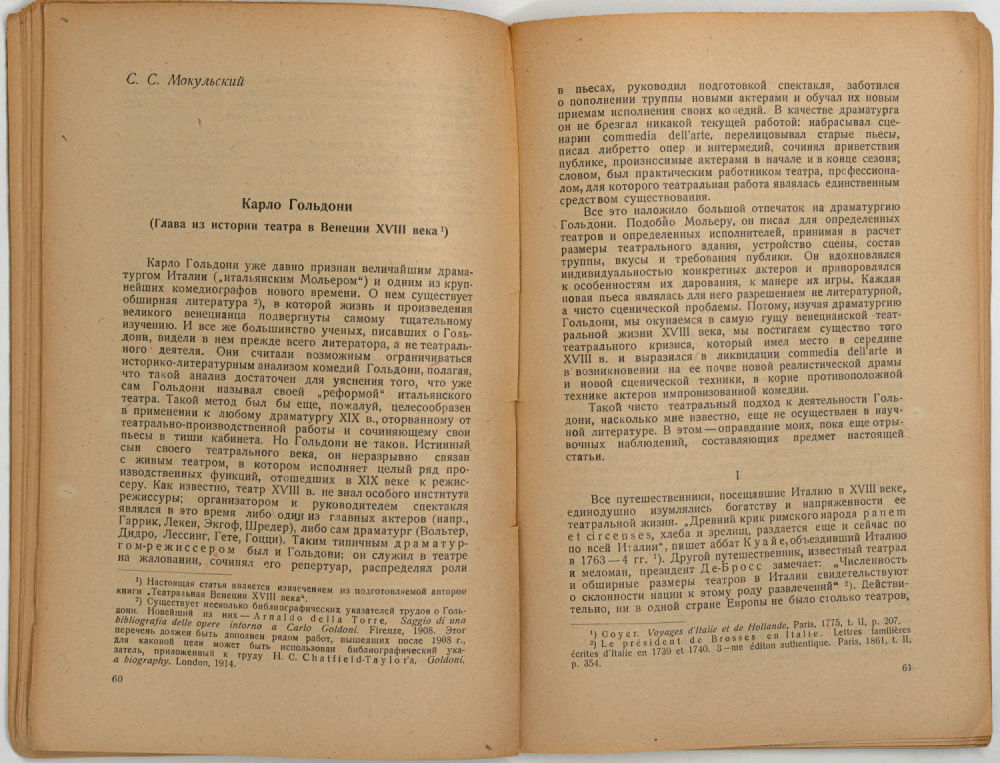 С. С. Мокульский
Карло Гольдони
(Глава из истории театра в Венеции XVIII века ¹)
Карло Гольдони уже давно признан величайшим драма-
тургом Италии („итальянским Мольером“) и одним из круп-
нейших комедиографов нового времени. О нем существует
обширная литература ²), в которой жизнь и произведения
великого венецианца подвергнуты самому тщательному
изучению. И все же большинство ученых, писавших о Голь-
дони, видели в нем прежде всего литератора, а не театраль-
ного деятеля. Они считали возможным ограничиваться
историко-литературным анализом комедий Гольдони, полагая,
что такой анализ достаточен для уяснения того, что уже
сам Гольдони называл своей „реформой“ итальянского
театра. Такой метод был бы еще, пожалуй, целесообразен
в применении к любому драматургу XIX в., оторванному от
театрально-производственной работы и сочиняющему свои
пьесы в тиши кабинета. Но Гольдони не таков. Истинный
сын своего театрального века, он неразрывно связан
с живым театром, в котором исполняет целый ряд про-
изводственных функций, отошедших в XIX веке к режис-
серу. Как известно, театр XVIII в. не знал особого института
режиссуры; организатором и руководителем спектакля
являлся в это время либо один из главных актеров (напр.,
Гаррик, Лекен, Экгоф, Шредер), либо сам драматург (Вольтер,
Дидро, Лессинг, Гете, Гоцци). Таким типичным драматур-
гом-режиссером был и Гольдони; он служил в театре
на жаловании, сочинял его репертуар, распределял роли
¹) Настоящая статья является извлечением из подготовляемой автором
книги „Театральная Венеция XVIII века“.
²) Существует несколько библиографических указателей трудов о Голь-
дони. Новейший из них — Arnaldo della Torre, Saggio di una
bibliografia delle opere intorno a Carlo Goldoni. Firenze, 1908. Этот
перечень должен быть дополнен рядом работ, вышедших после 1908 г.,
для каковой цели может быть использован библиографический ука-
затель, приложенный к труду H. C. Chatfield-Taylor'a, Goldoni,
a biography. London, 1914.
60
в пьесах, руководил подготовкой спектакля, заботился
о пополнении труппы новыми актерами и обучал их новым
приемам исполнения своих комедий. В качестве драматурга
он не брезгал никакой текущей работой: набрасывал сце-
нарии commedia dell'arte, перелицовывал старые пьесы,
писал либретто опер и интермедий, сочинял приветствия
публике, произносимые актерами в начале и в конце сезона;
словом, был практическим работником театра, профессиона-
лом, для которого театральная работа являлась единственным
средством существования.
Все это наложило большой отпечаток на драматургию
Гольдони. Подобно Мольеру, он писал для определенных
театров и определенных исполнителей, принимая в расчет
размеры театрального здания, устройство сцены, состав
труппы, вкусы и требования публики. Он вдохновлялся
индивидуальностью конкретных актеров и приноровлялся
к особенностям их дарования, к манере их игры. Каждая
новая пьеса являлась для него разрешением не литературной,
а чисто сценической проблемы. Потому, изучая драматургию
Гольдони, мы окунаемся в самую гущу венецианской теат-
ральной жизни XVIII века, мы постигаем существо того
театрального кризиса, который имел место в середине
XVIII в. и выразился в ликвидации commedia dell'arte и
в возникновении на ее почве новой реалистической драмы
и новой сценической техники, в корне противоположной
технике актеров импровизованной комедии.
Такой чисто театральный подход к деятельности Голь-
дони, насколько мне известно, еще не осуществлен в науч-
ной литературе. В этом — оправдание моих, пока еще отры-
вочных наблюдений, составляющих предмет настоящей
статьи.
I
Все путешественники, посещавшие Италию в XVIII веке,
единодушно изумлялись богатству и напряженности ее
театральной жизни. „Древний крик римского народа panem
et circenses, хлеба и зрелищ, раздается еще и сейчас по
по всей Италии“, пишет аббат Куайе, объездивший Италию
в 1763—4 гг. ¹). Другой путешественник, известный театрал
и меломан, президент Де-Бросс замечает: „Численность
и обширные размеры театров в Италии свидетельствуют
о склонности нации к этому роду развлечений“ ²). Действи-
тельно, ни в одной стране Европы не было столько театров,
¹) Coyer. Voyages d'Italie et de Hollande, Paris, 1775, t. II, p. 207.
²) Le président de Brosses en Italie. Lettres familières
écrites d'Italie en 1739 et 1740. 3—me éditon authentique. Paris, 1861, t. II,
p. 354.
61